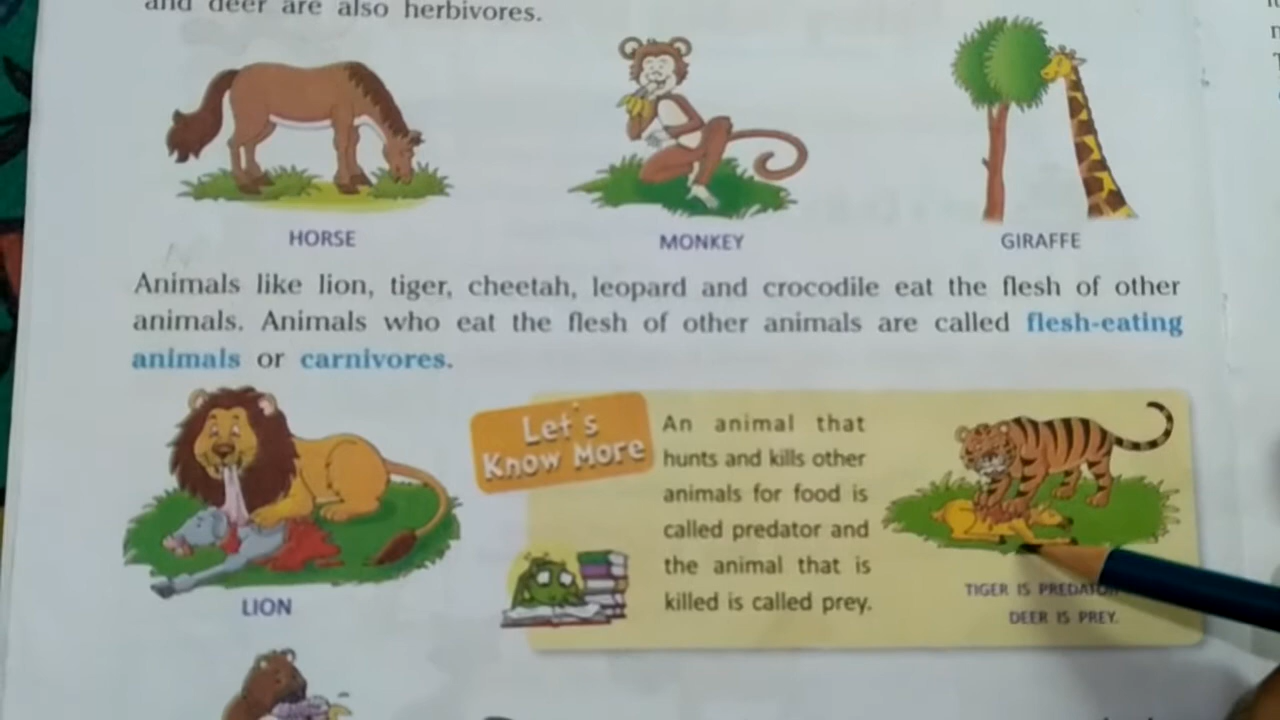 and deer are also herbivores.
HORSE
MONKEY
GIRAFFE
Animals like lion, tiger, cheetah, leopard and crocodile eat the flesh of other
animals. Animals who eat the flesh of other animals are called flesh-eating
animals or carnivores.
Let's
Know More
An animal that
hunts and kills other
animals for food is
called predator and
the animal that is
killed is called prey.
TIGER IS PREDATOR
DEER IS PREY.
LION